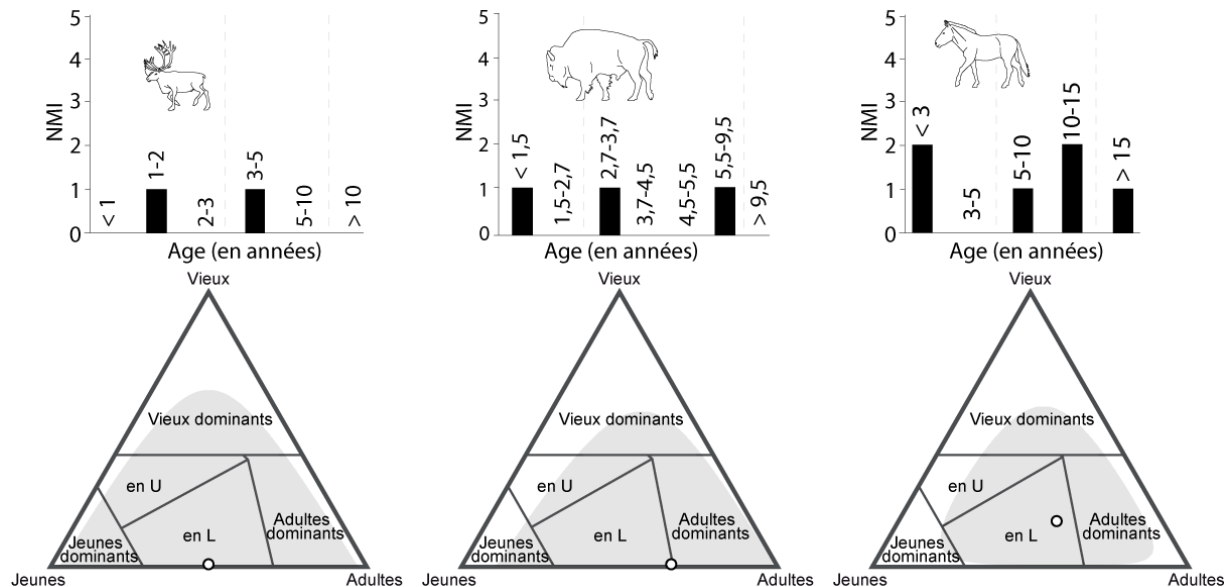 5
4
3
2
1
0
NMI
< 1
1-2
2-3
3-5
5-10
> 10
Age (en années)
5
4
3
2
1
0
NMI
< 1,5
1,5-2,7
2,7-3,7
3,7-4,5
4,5-5,5
5,5-9,5
> 9,5
Age (en années)
5
4
3
2
1
0
NMI
< 3
3-5
5-10
10-15
> 15
Age (en années)
Vieux
Vieux dominants
en U
en L
Jeunes
dominants
Adultes
dominants
Jeunes
Adultes
Vieux
Vieux dominants
en U
en L
Jeunes
dominants
Adultes
dominants
Jeunes
Adultes
Vieux
Vieux dominants
en U
en L
Jeunes
dominants
Adultes
dominants
Jeunes
Adultes